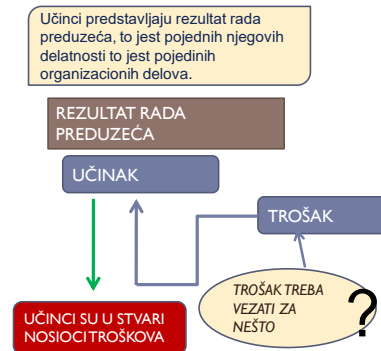 Učinci predstavljaju rezultat rada
preduzeća, to jest pojednih njegovih
delatnosti to jest pojedinih
organizacionih delova.
REZULTAT RADA
PREDUZEĆA
UČINAK
TROŠAK
TROŠAK TREBA
VEZATI ZA
NEŠTO
?
UČINCI SU U STVARI
NOSIOCI TROŠKOVA